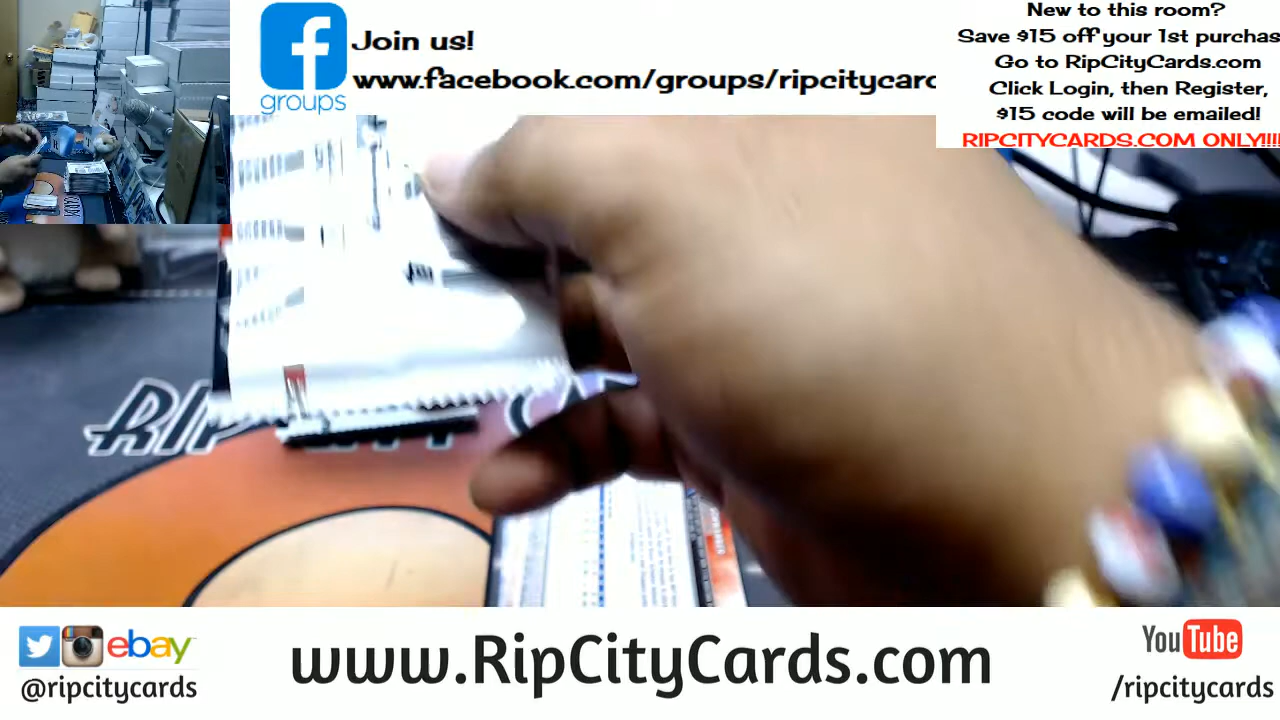 Join us!
www.facebook.com/groups/ripcitycarc
groups
New to this room?
Save $15 off your 1st purchas
Go to RipCityCards.com
Click Login, then Register,
$15 code will be emailed!
RIPCITYCARDS.COM ONLY!!!!
RIP
ebay
@ripcitycards
www.RipCityCards.com
YouTube
/ripcitycards